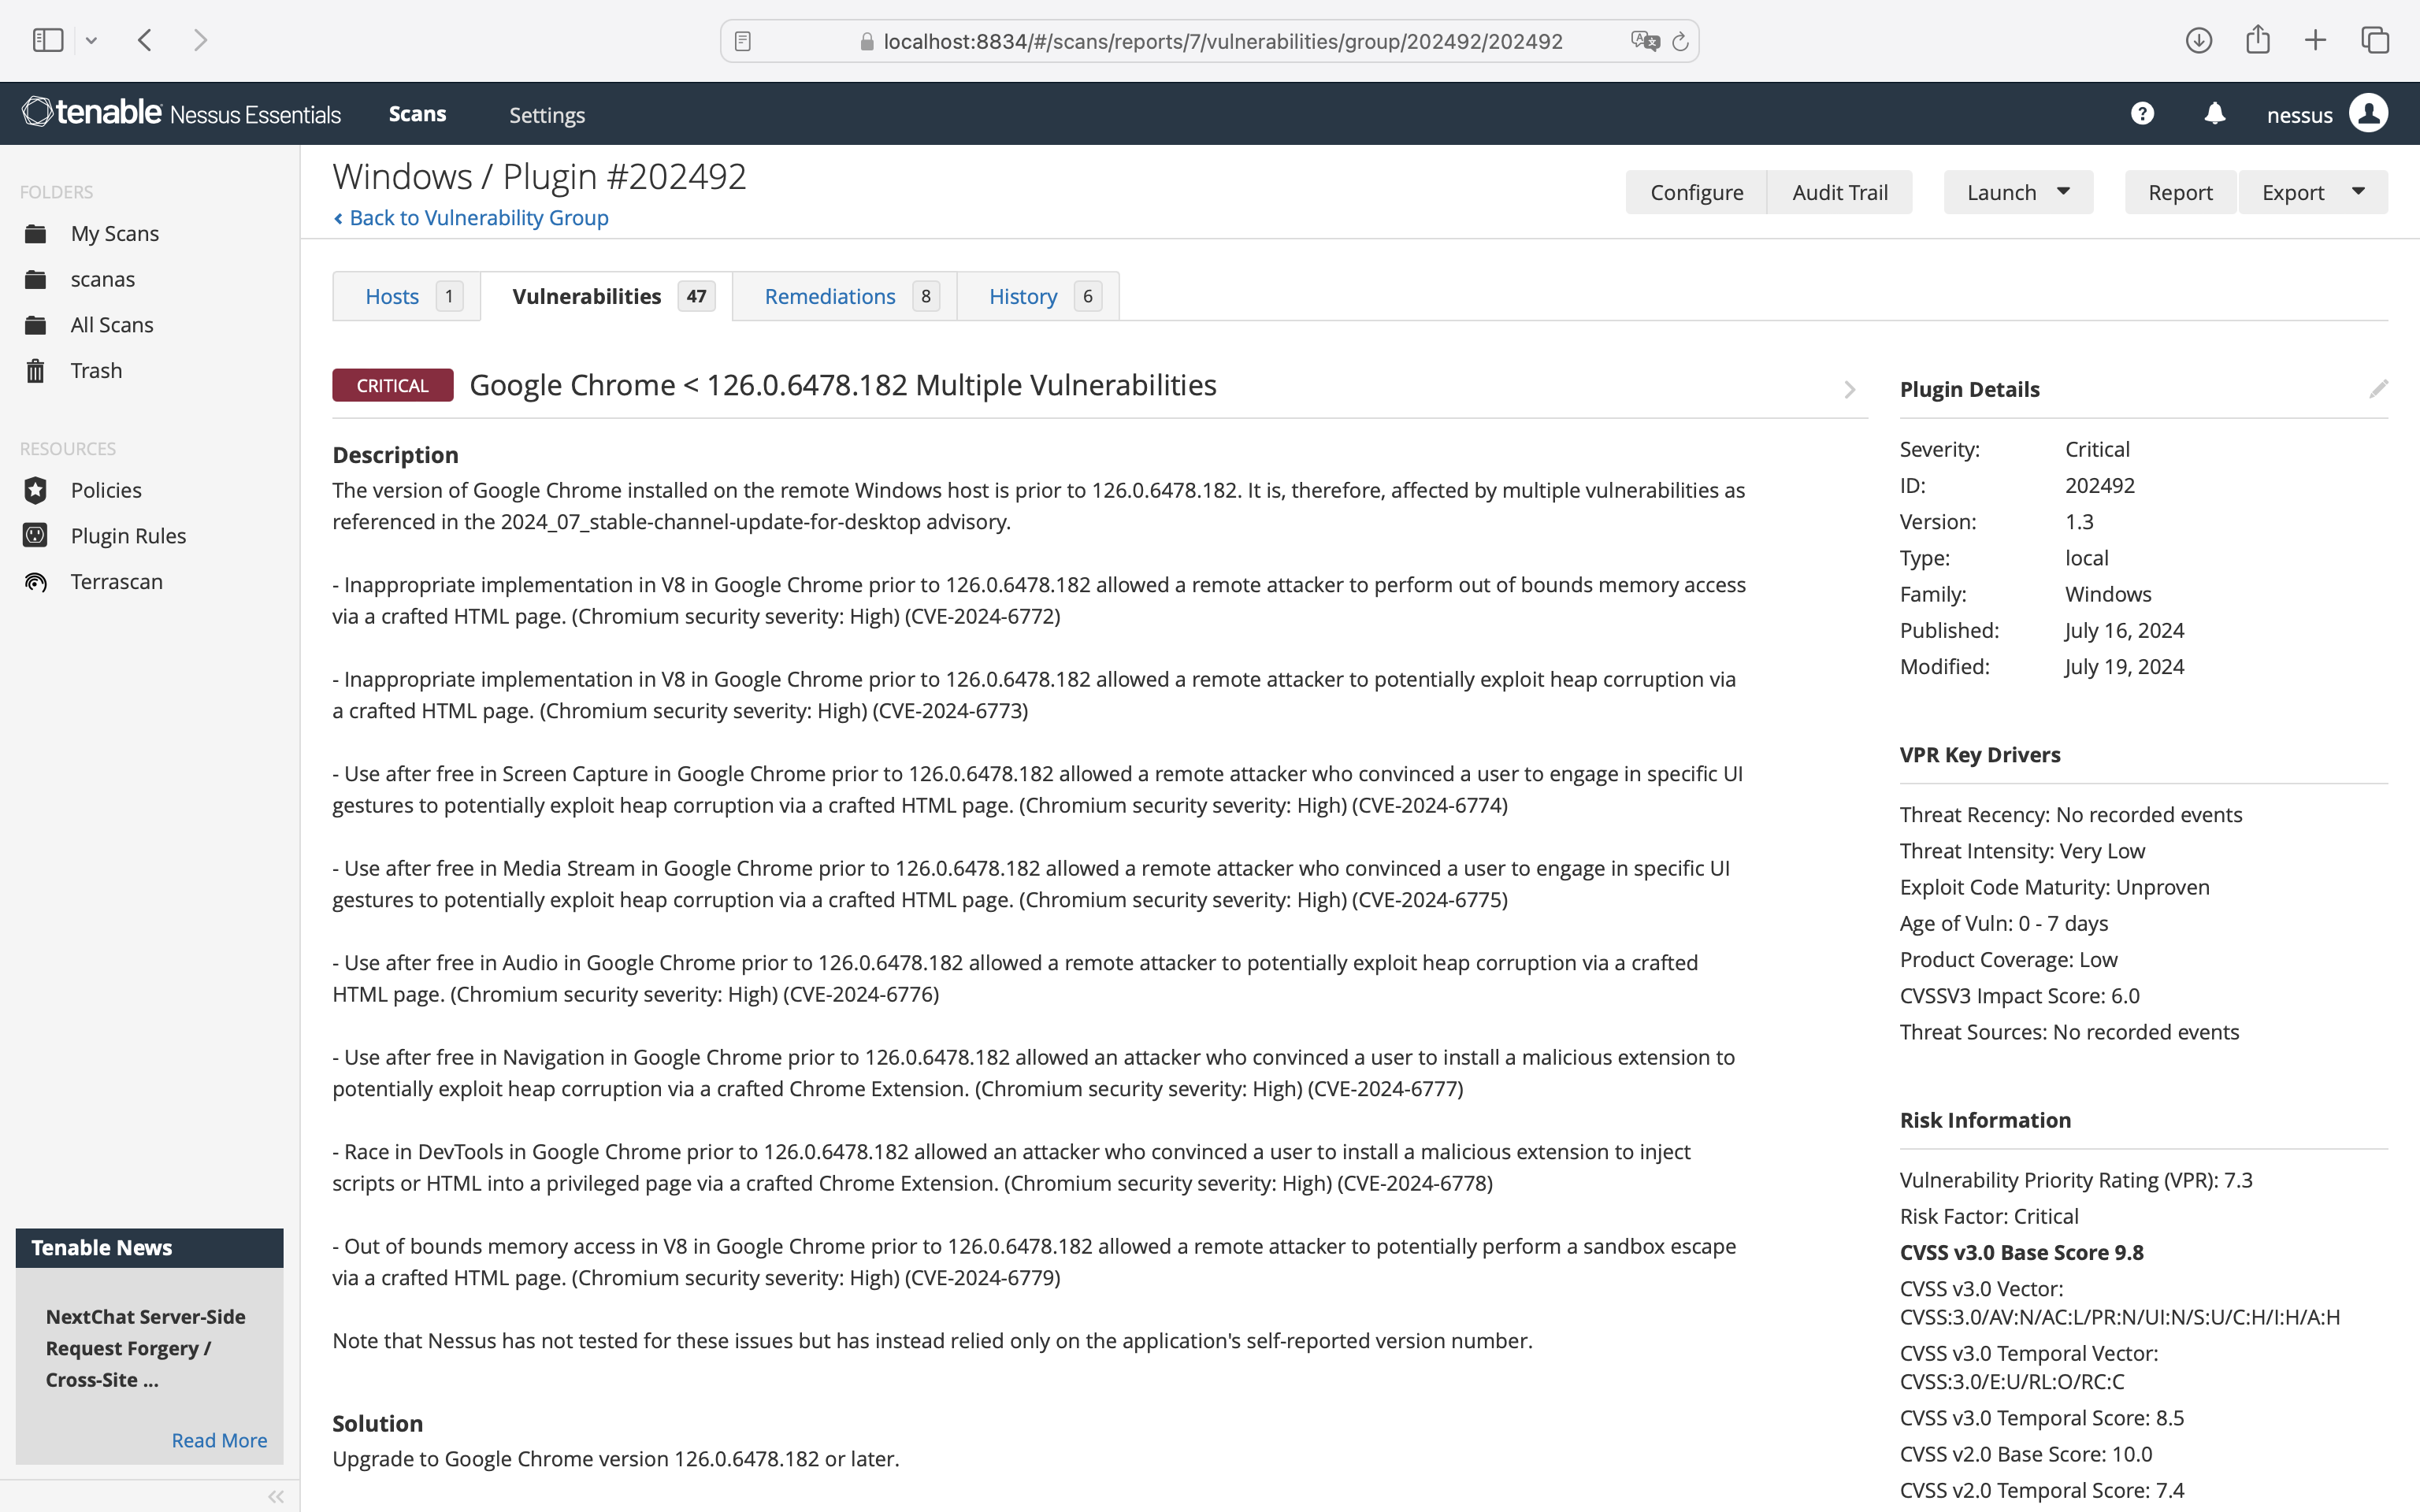 localhost:8834/#/scans/reports/7/vulnerabilities/group/202492/202492
tenable Nessus Essentials
Scans
Settings
?
nessus
FOLDERS
My Scans
scanas
All Scans
Trash
RESOURCES
Policies
Plugin Rules
Terrascan
Tenable News
NextChat Server-Side
Request Forgery /
Cross-Site ...
Read More
Windows / Plugin #202492
Back to Vulnerability Group
Configure
Audit Trail
Launch
Report
Export
Hosts 1
Vulnerabilities 47
Remediations 8
History 6
CRITICAL Google Chrome < 126.0.6478.182 Multiple Vulnerabilities
Description
The version of Google Chrome installed on the remote Windows host is prior to 126.0.6478.182. It is, therefore, affected by multiple vulnerabilities as
referenced in the 2024_07_stable-channel-update-for-desktop advisory.
- Inappropriate implementation in V8 in Google Chrome prior to 126.0.6478.182 allowed a remote attacker to perform out of bounds memory access
via a crafted HTML page. (Chromium security severity: High) (CVE-2024-6772)
- Inappropriate implementation in V8 in Google Chrome prior to 126.0.6478.182 allowed a remote attacker to potentially exploit heap corruption via
a crafted HTML page. (Chromium security severity: High) (CVE-2024-6773)
- Use after free in Screen Capture in Google Chrome prior to 126.0.6478.182 allowed a remote attacker who convinced a user to engage in specific UI
gestures to potentially exploit heap corruption via a crafted HTML page. (Chromium security severity: High) (CVE-2024-6774)
- Use after free in Media Stream in Google Chrome prior to 126.0.6478.182 allowed a remote attacker who convinced a user to engage in specific UI
gestures to potentially exploit heap corruption via a crafted HTML page. (Chromium security severity: High) (CVE-2024-6775)
- Use after free in Audio in Google Chrome prior to 126.0.6478.182 allowed a remote attacker to potentially exploit heap corruption via a crafted
HTML page. (Chromium security severity: High) (CVE-2024-6776)
- Use after free in Navigation in Google Chrome prior to 126.0.6478.182 allowed an attacker who convinced a user to install a malicious extension to
potentially exploit heap corruption via a crafted Chrome Extension. (Chromium security severity: High) (CVE-2024-6777)
- Race in DevTools in Google Chrome prior to 126.0.6478.182 allowed an attacker who convinced a user to install a malicious extension to inject
scripts or HTML into a privileged page via a crafted Chrome Extension. (Chromium security severity: High) (CVE-2024-6778)
- Out of bounds memory access in V8 in Google Chrome prior to 126.0.6478.182 allowed a remote attacker to potentially perform a sandbox escape
via a crafted HTML page. (Chromium security severity: High) (CVE-2024-6779)
Note that Nessus has not tested for these issues but has instead relied only on the application's self-reported version number.
Solution
Upgrade to Google Chrome version 126.0.6478.182 or later.
Plugin Details
Severity: Critical
ID: 202492
Version: 1.3
Type: local
Family: Windows
Published: July 16, 2024
Modified: July 19, 2024
VPR Key Drivers
Threat Recency: No recorded events
Threat Intensity: Very Low
Exploit Code Maturity: Unproven
Age of Vuln: 0 - 7 days
Product Coverage: Low
CVSSV3 Impact Score: 6.0
Threat Sources: No recorded events
Risk Information
Vulnerability Priority Rating (VPR): 7.3
Risk Factor: Critical
CVSS v3.0 Base Score 9.8
CVSS v3.0 Vector:
CVSS:3.0/AV:N/AC:L/PR:N/UI:N/S:U/C:H/I:H/A:H
CVSS v3.0 Temporal Vector:
CVSS:3.0/E:U/RL:O/RC:C
CVSS v3.0 Temporal Score: 8.5
CVSS v2.0 Base Score: 10.0
CVSS v2.0 Temporal Score: 7.4